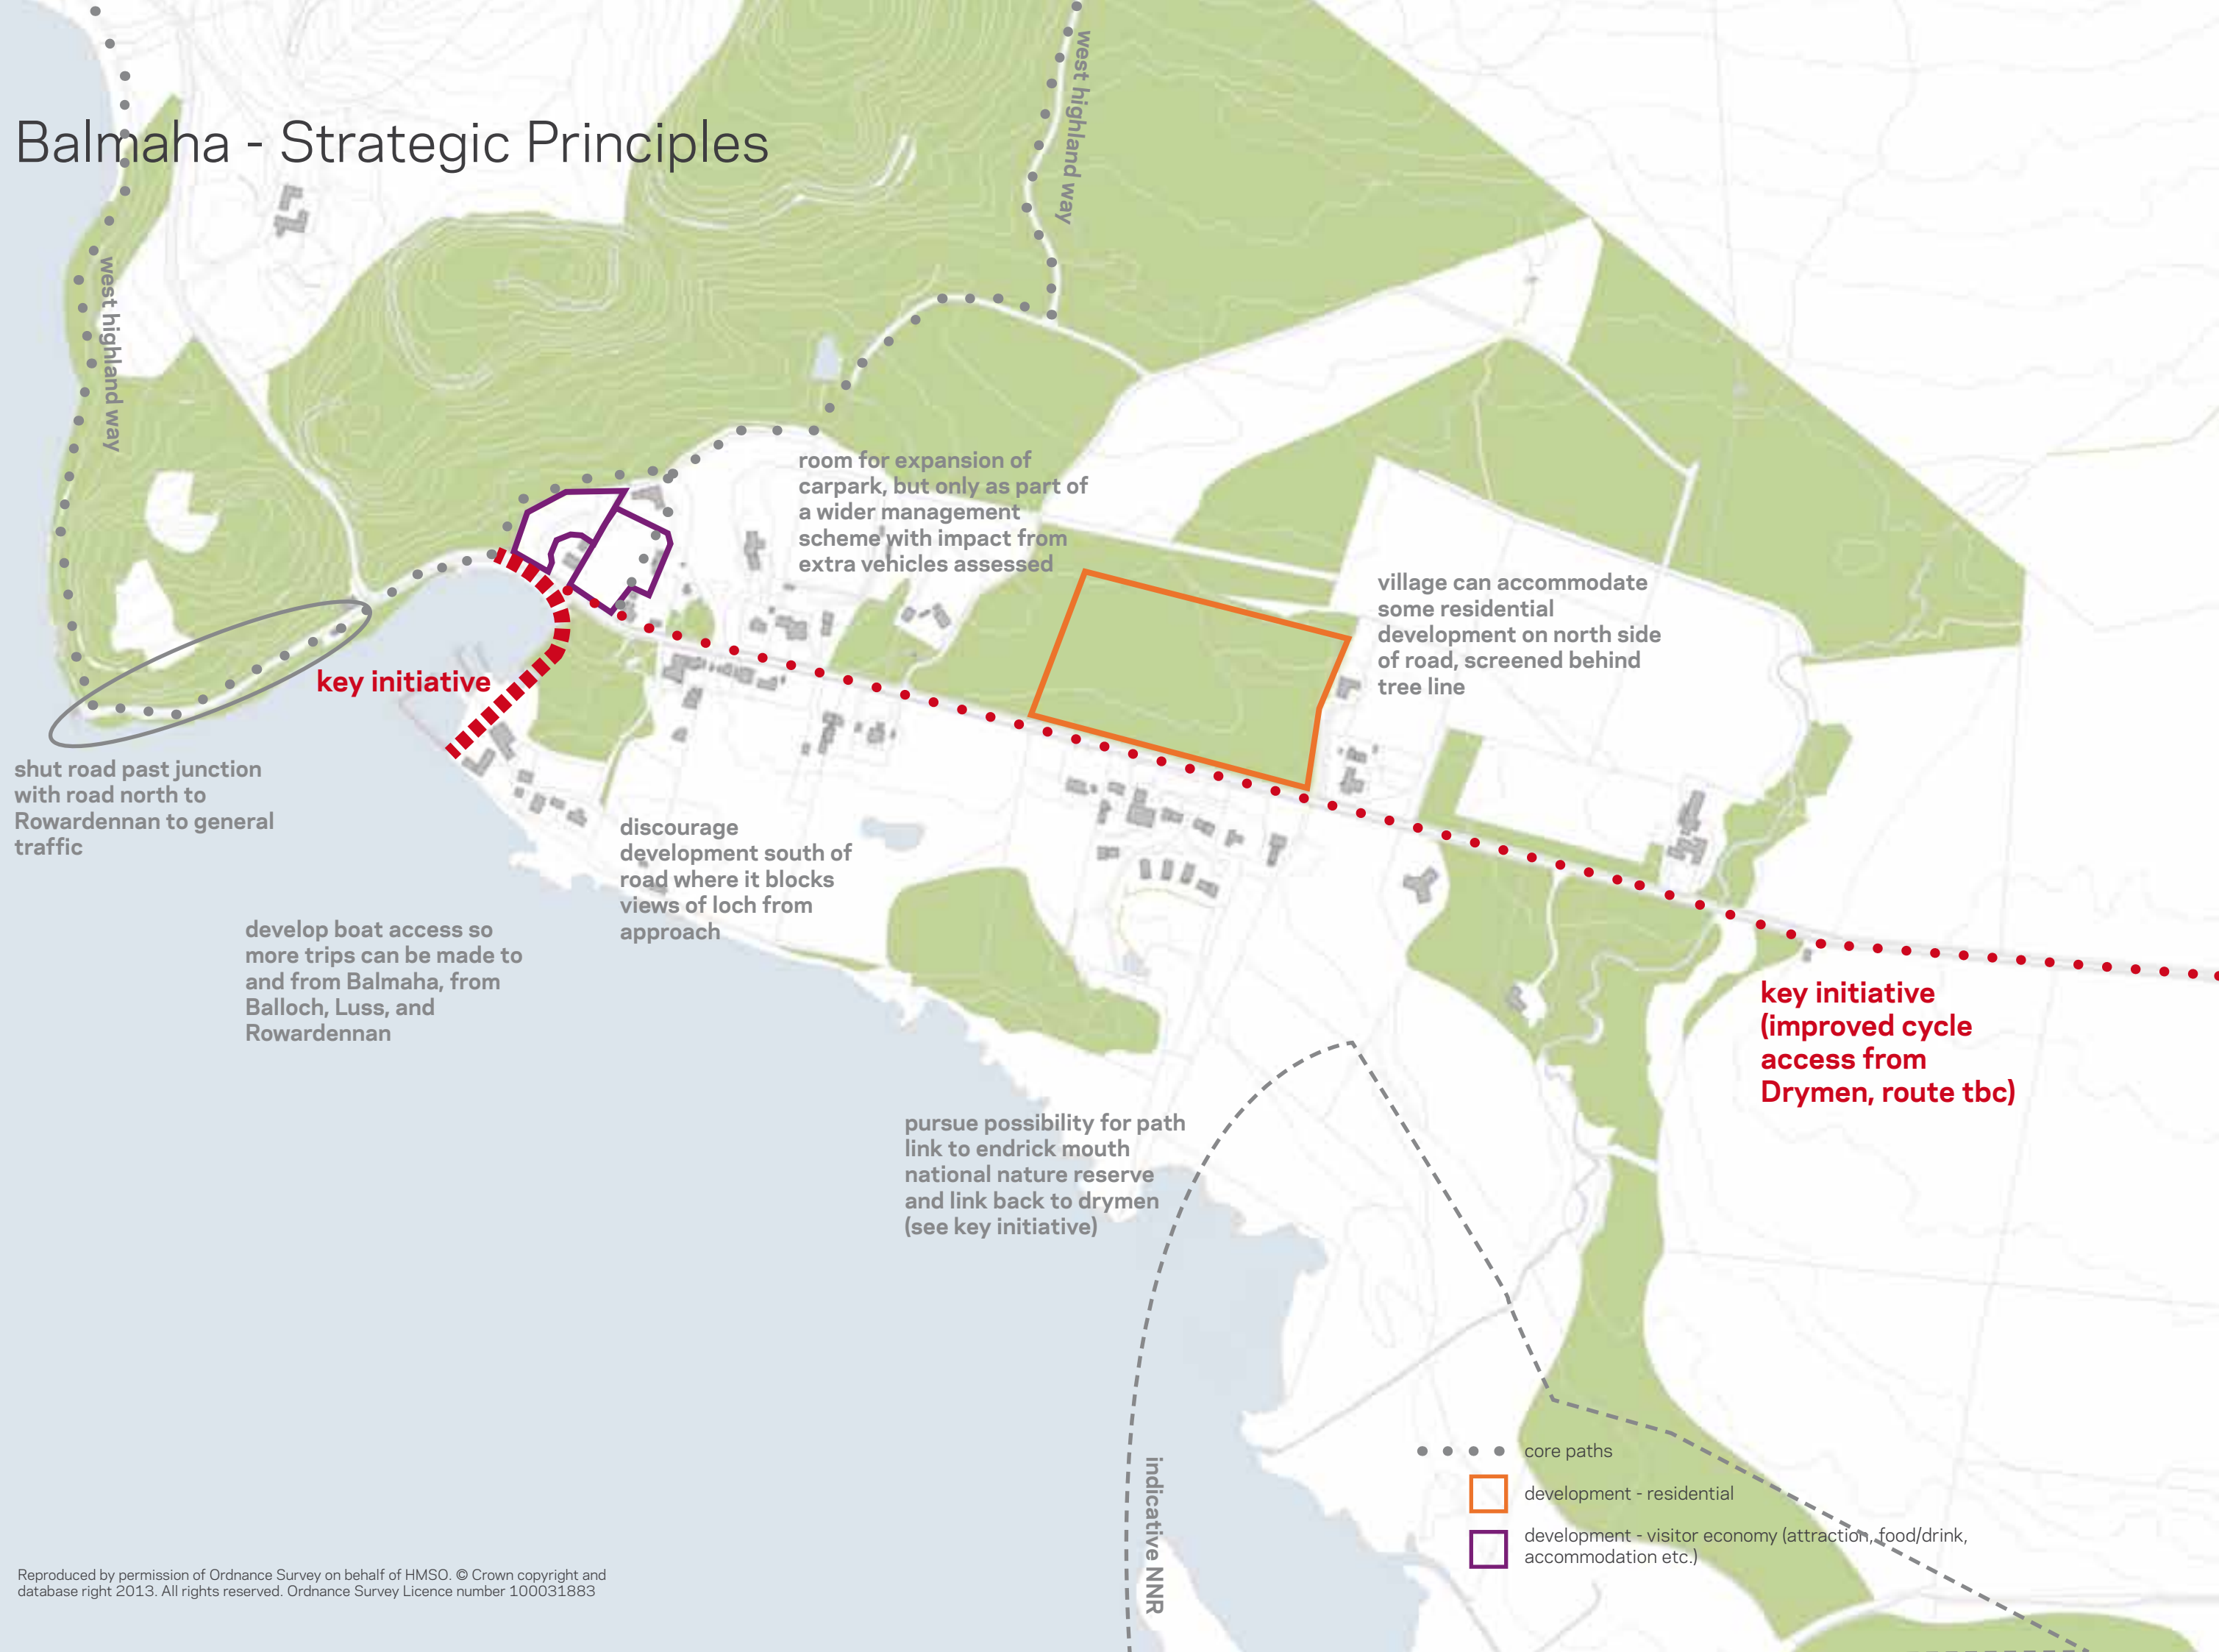 Balmaha - Strategic Principles
west highland way
west highland way
room for expansion of
carpark, but only as part of
a wider management
scheme with impact from
extra vehicles assessed
village can accommodate
some residential
development on north side
of road, screened behind
tree line
key initiative
shut road past junction
with road north to
Rowardennan to general
traffic
discourage
development south of
road where it blocks
views of loch from
approach
develop boat access so
more trips can be made to
and from Balmaha, from
Balloch, Luss, and
Rowardennan
key initiative
(improved cycle
access from
Drymen, route tbc)
pursue possibility for path
link to endrick mouth
national nature reserve
and link back to drymen
(see key initiative)
indicative NNR
core paths
development - residential
development - visitor economy (attraction, food/drink,
accommodation etc.)
Reproduced by permission of Ordnance Survey on behalf of HMSO. © Crown copyright and
database right 2013. All rights reserved. Ordnance Survey Licence number 100031883